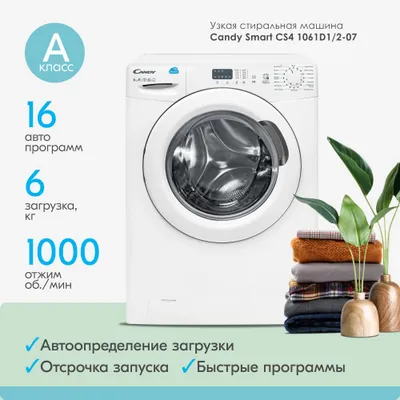 Узкая стиральная машина
Candy Smart CS4 1061D1/2-07
А
класс
16
авто
программ
6
загрузка,
кг
1000
отжим
об./мин
CANDY
Автоопределение загрузки
Отсрочка запуска
Быстрые программы